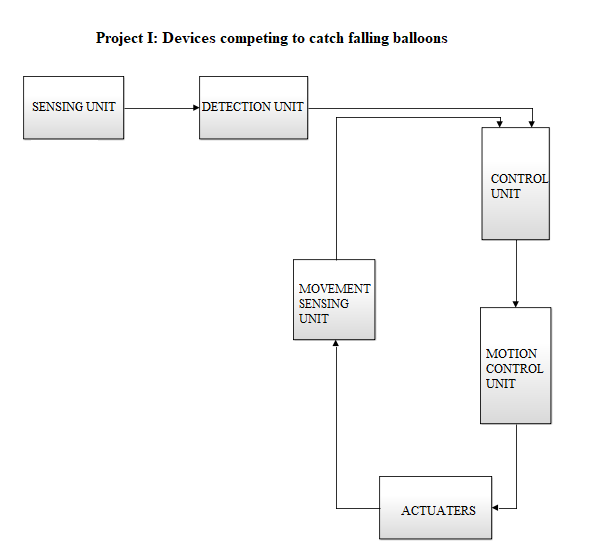 Project I: Devices competing to catch falling balloons
SENSING UNIT
DETECTION UNIT
CONTROL
UNIT
MOVEMENT
SENSING
UNIT
MOTION
CONTROL
UNIT
ACTUATERS